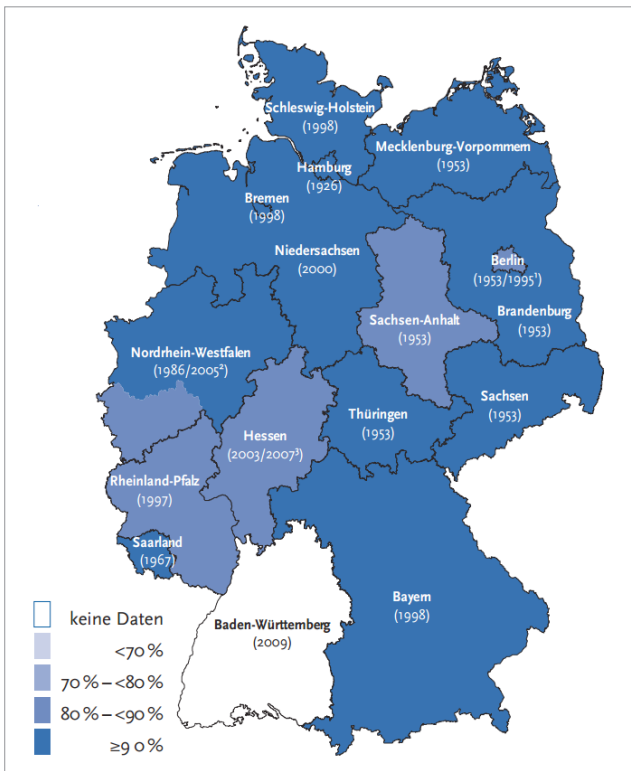 Schleswig-Holstein
(1998)
Mecklenburg-Vorpommern
(1953)
Hamburg
(1926)
Bremen
(1998)
Niedersachsen
(2000)
Berlin
(1953/1995¹)
Brandenburg
(1953)
Sachsen-Anhalt
(1953)
Nordrhein-Westfalen
(1986/2005²)
Sachsen
(1953)
Thüringen
(1953)
Hessen
(2003/2007³)
Rheinland-Pfalz
(1997)
Saarland
(1967)
Bayern
(1998)
Baden-Württemberg
(2009)
keine Daten
<70 %
70 % – <80 %
80 % – <90 %
≥9 0 %